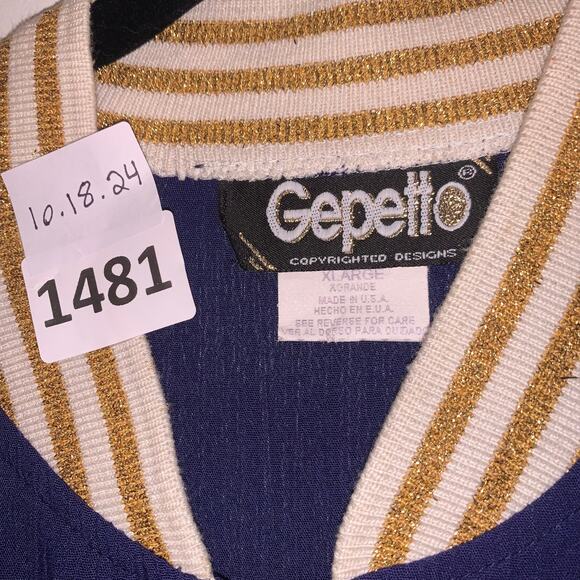 10.18.24
1481
Gepetto®
COPYRIGHTED DESIGNS
XLARGE
XGRANDE
MADE IN U.S.A.
HECHO EN E.U.A.
SEE REVERSE FOR CARE
VER AL DORSO PARA CUIDADO